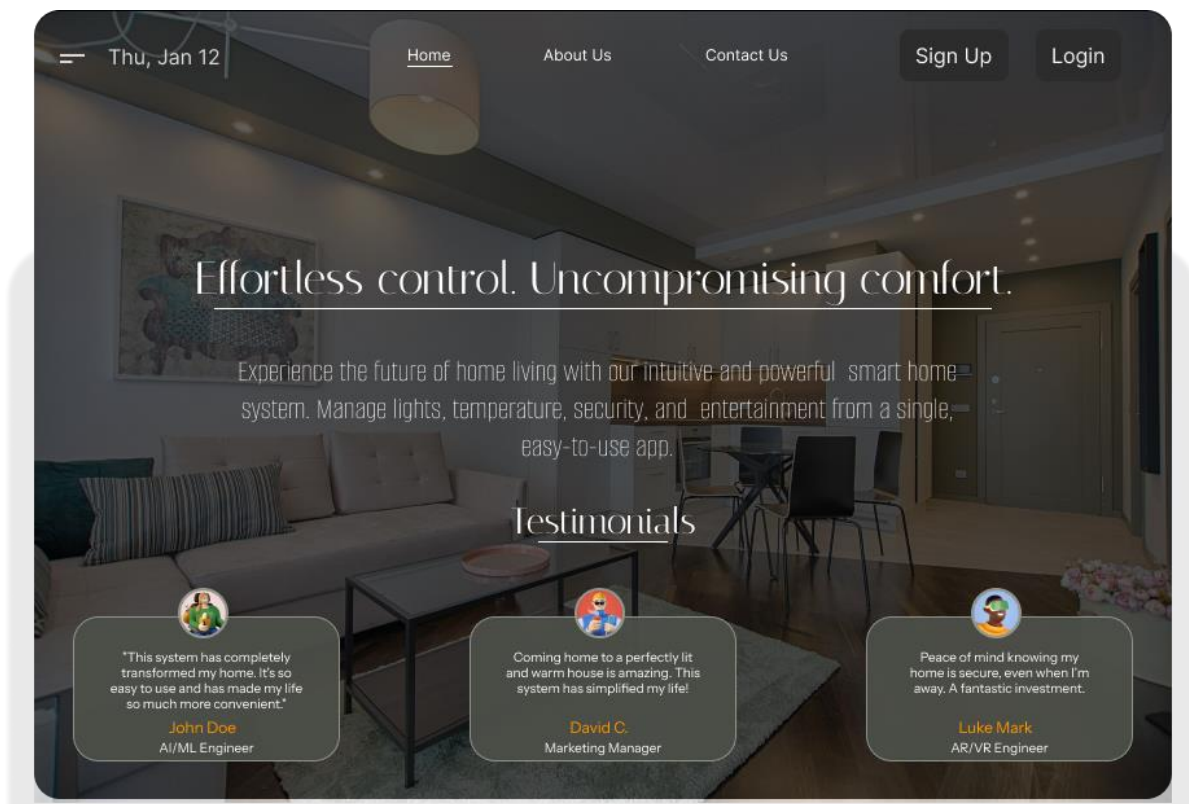 Thu, Jan 12
Home
About Us
Contact Us
Sign Up
Login
Effortless control. Uncompromising comfort.
Experience the future of home living with our intuitive and powerful smart home
system. Manage lights, temperature, security, and entertainment from a single,
easy-to-use app.
Testimonials
"This system has completely
transformed my home. It's so
easy to use and has made my life
so much more convenient."
John Doe
AI/ML Engineer
Coming home to a perfectly lit
and warm house is amazing. This
system has simplified my life!
David C.
Marketing Manager
Peace of mind knowing my
home is secure, even when I'm
away. A fantastic investment.
Luke Mark
AR/VR Engineer